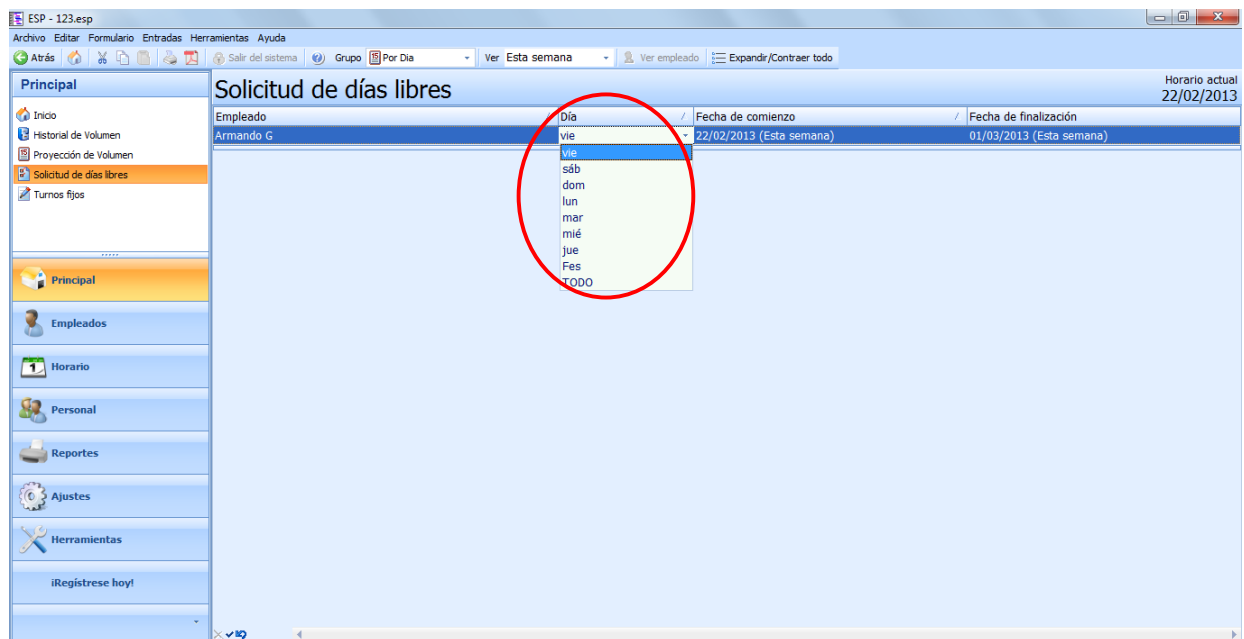 ESP - 123.esp
Archivo Editar Formulario Entradas Herramientas Ayuda
Atrás Salir del sistema Grupo 15 Por Dia Ver Esta semana Ver empleado Expandir/Contraer todo
Principal
Inicio
Historial de Volumen
Proyección de Volumen
Solicitud de días libres
Turnos fijos
Principal
Empleados
Horario
Personal
Reportes
Ajustes
Herramientas
¡Regístrese hoy!
Solicitud de días libres
Horario actual
22/02/2013
Empleado Día Fecha de comienzo Fecha de finalización
Armando G vie 22/02/2013 (Esta semana) 01/03/2013 (Esta semana)
vie
sáb
dom
lun
mar
mié
jue
Fes
TODO